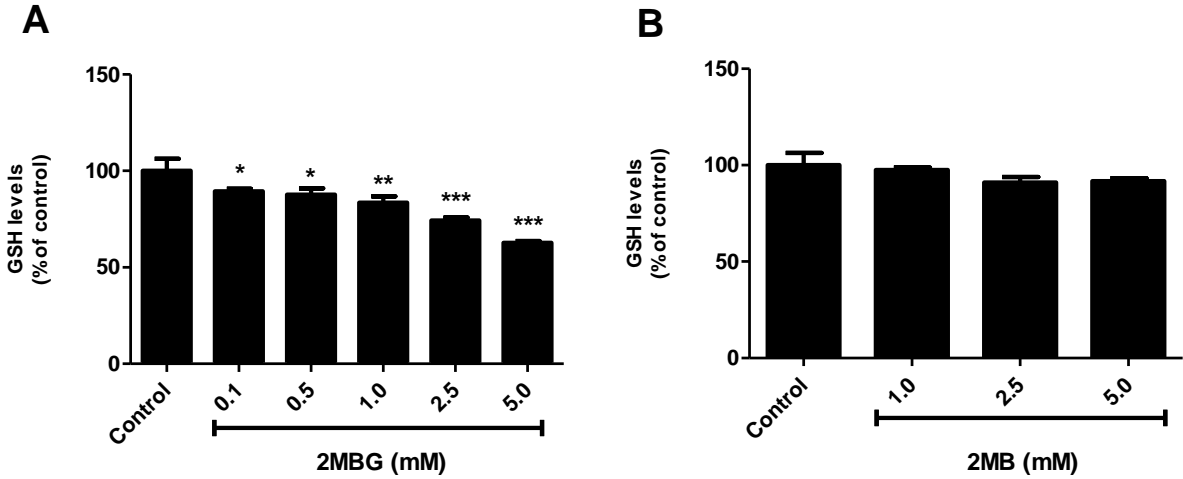 A
GSH levels
(% of control)
150
100
50
0
*
*
**
***
***
Control
0.1
0.5
1.0
2.5
5.0
2MBG (mM)
B
GSH levels
(% of control)
150
100
50
0
Control
1.0
2.5
5.0
2MB (mM)